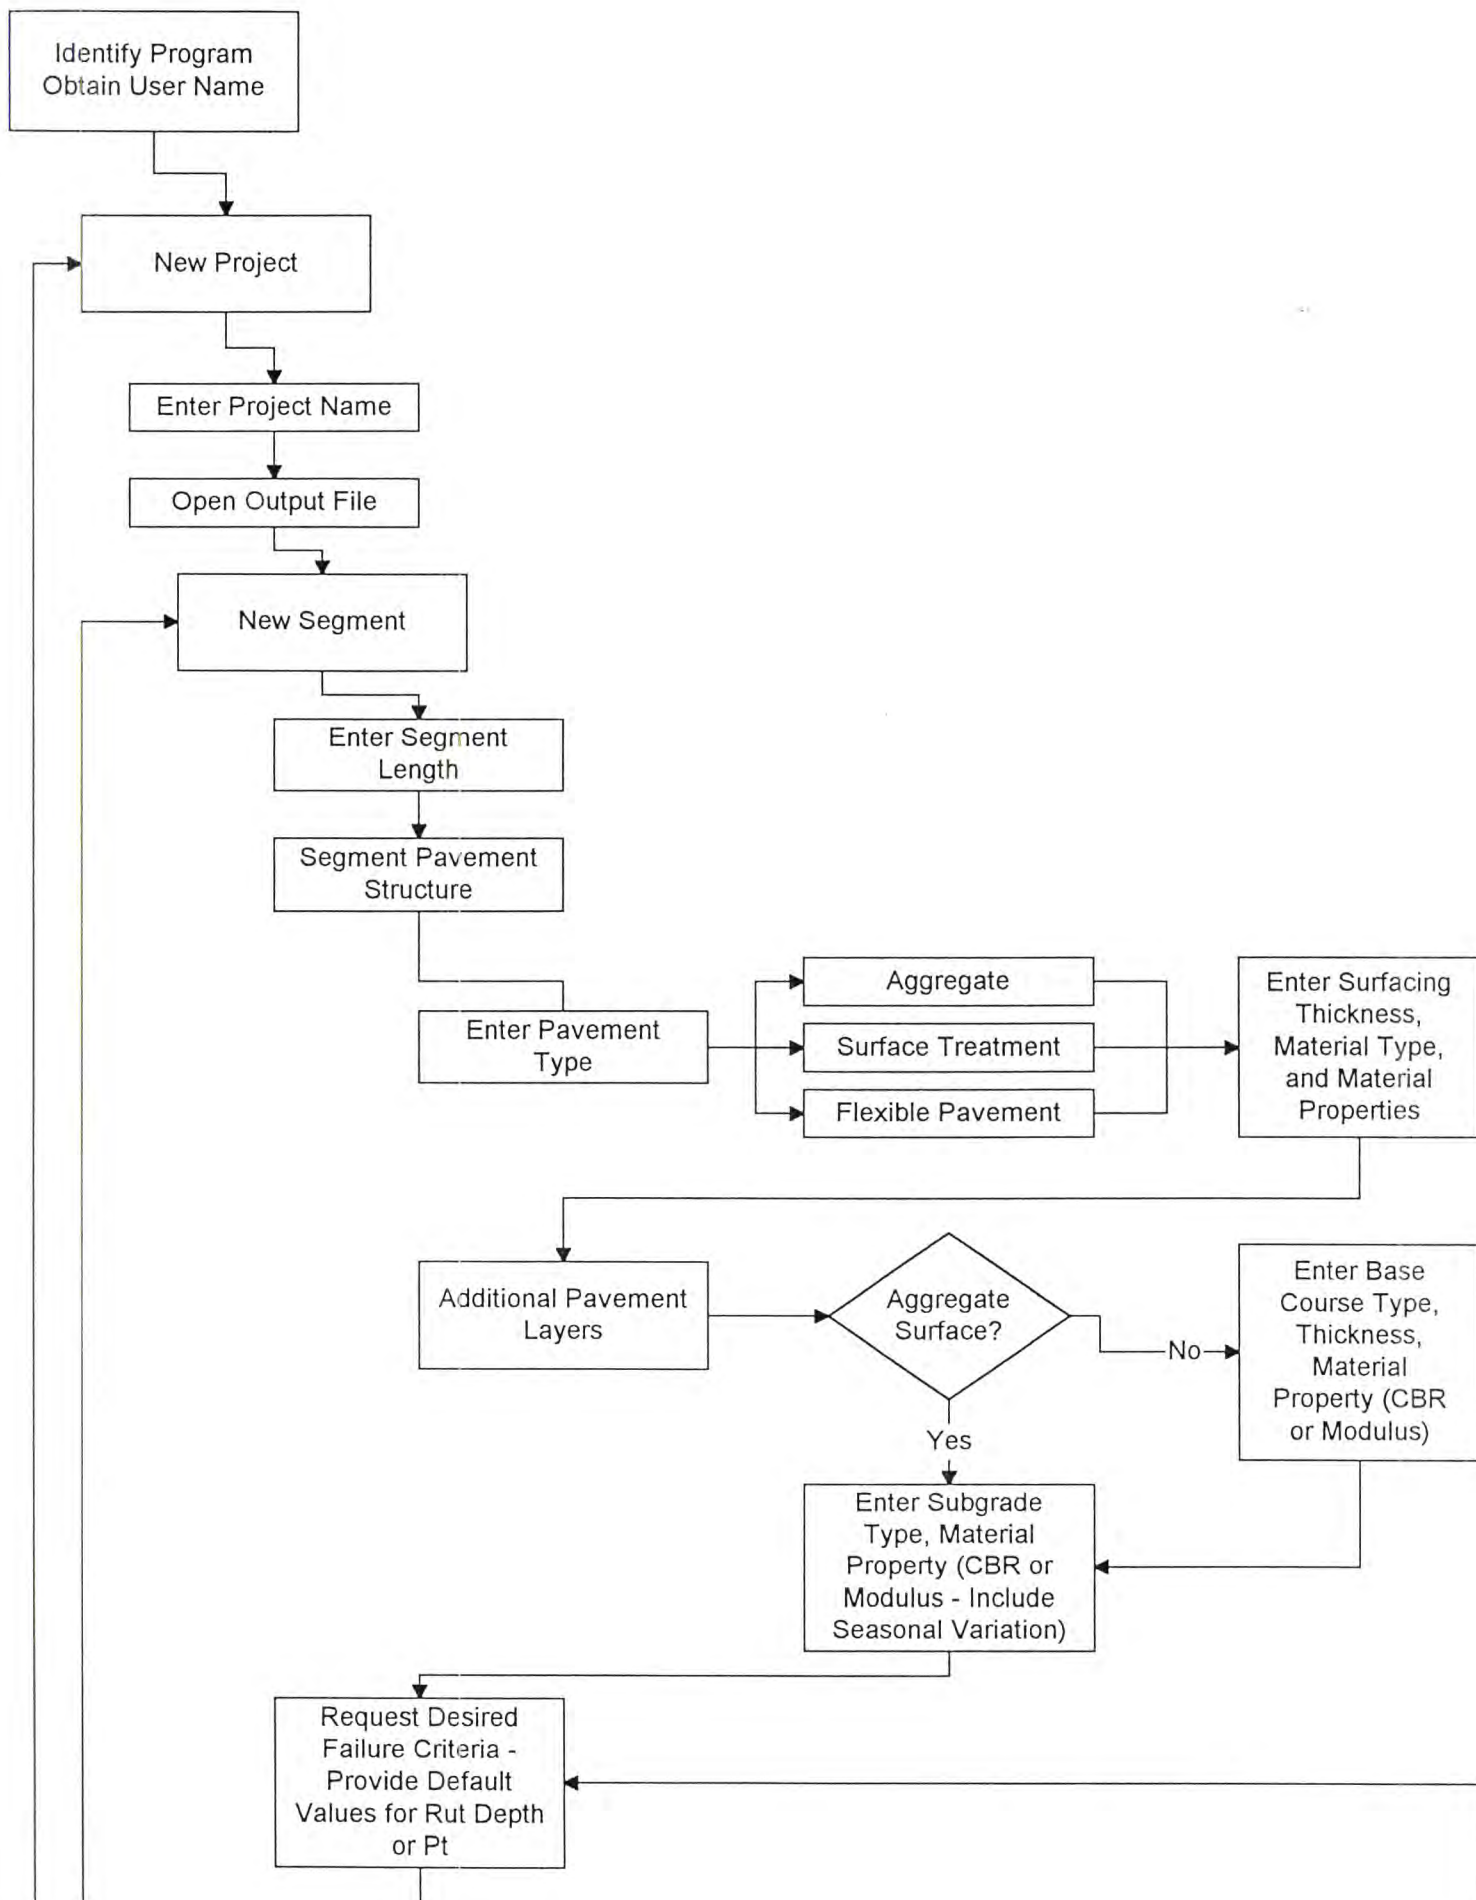 Identify Program
Obtain User Name
New Project
Enter Project Name
Open Output File
New Segment
Enter Segment
Length
Segment Pavement
Structure
Enter Pavement
Type
Aggregate
Surface Treatment
Flexible Pavement
Enter Surfacing
Thickness,
Material Type,
and Material
Properties
Additional Pavement
Layers
Aggregate
Surface?
No
Enter Base
Course Type,
Thickness,
Material
Property (CBR
or Modulus)
Yes
Enter Subgrade
Type, Material
Property (CBR or
Modulus - Include
Seasonal Variation)
Request Desired
Failure Criteria -
Provide Default
Values for Rut Depth
or Pt